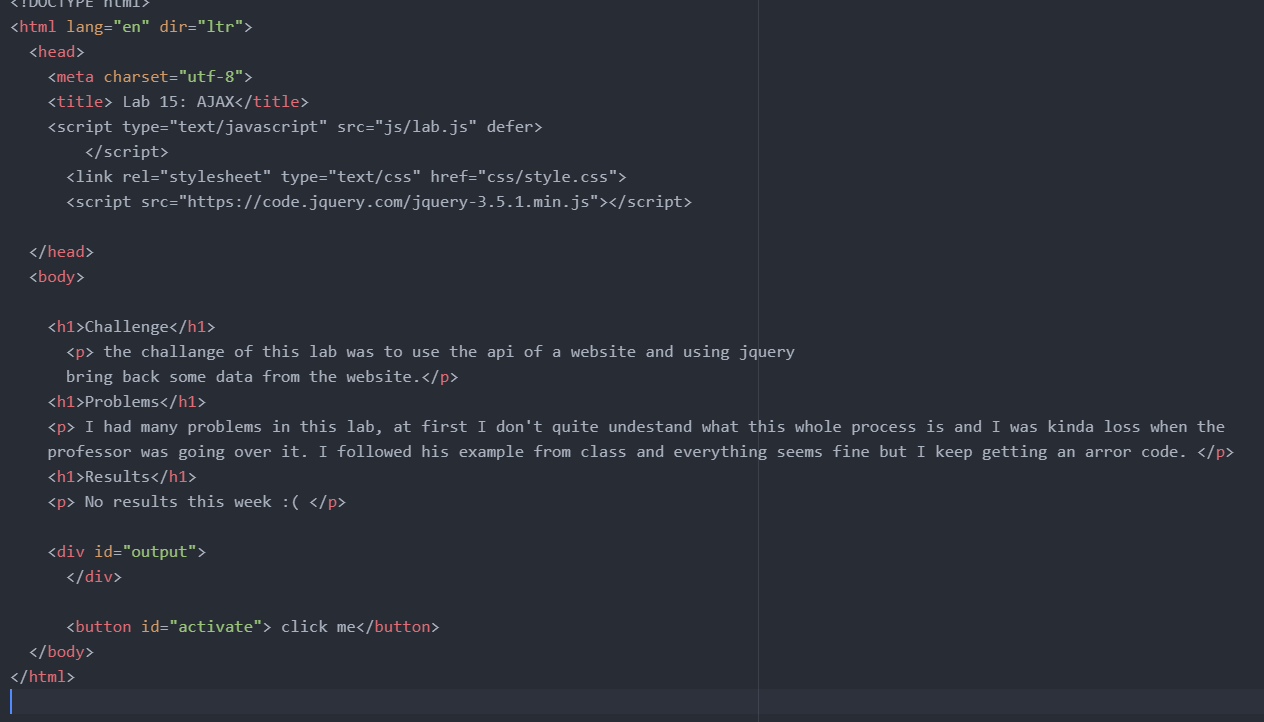 <!DOCTYPE html>
<html lang="en" dir="ltr">
  <head>
    <meta charset="utf-8">
    <title> Lab 15: AJAX</title>
    <script type="text/javascript" src="js/lab.js" defer>
        </script>
      <link rel="stylesheet" type="text/css" href="css/style.css">
      <script src="https://code.jquery.com/jquery-3.5.1.min.js"></script>
  </head>
  <body>
    <h1>Challenge</h1>
      <p> the challange of this lab was to use the api of a website and using jquery
      bring back some data from the website.</p>
    <h1>Problems</h1>
    <p> I had many problems in this lab, at first I don't quite undestand what this whole process is and I was kinda loss when the
    professor was going over it. I followed his example from class and everything seems fine but I keep getting an arror code. </p>
    <h1>Results</h1>
    <p> No results this week :( </p>
    <div id="output">
      </div>
      <button id="activate"> click me</button>
  </body>
</html>